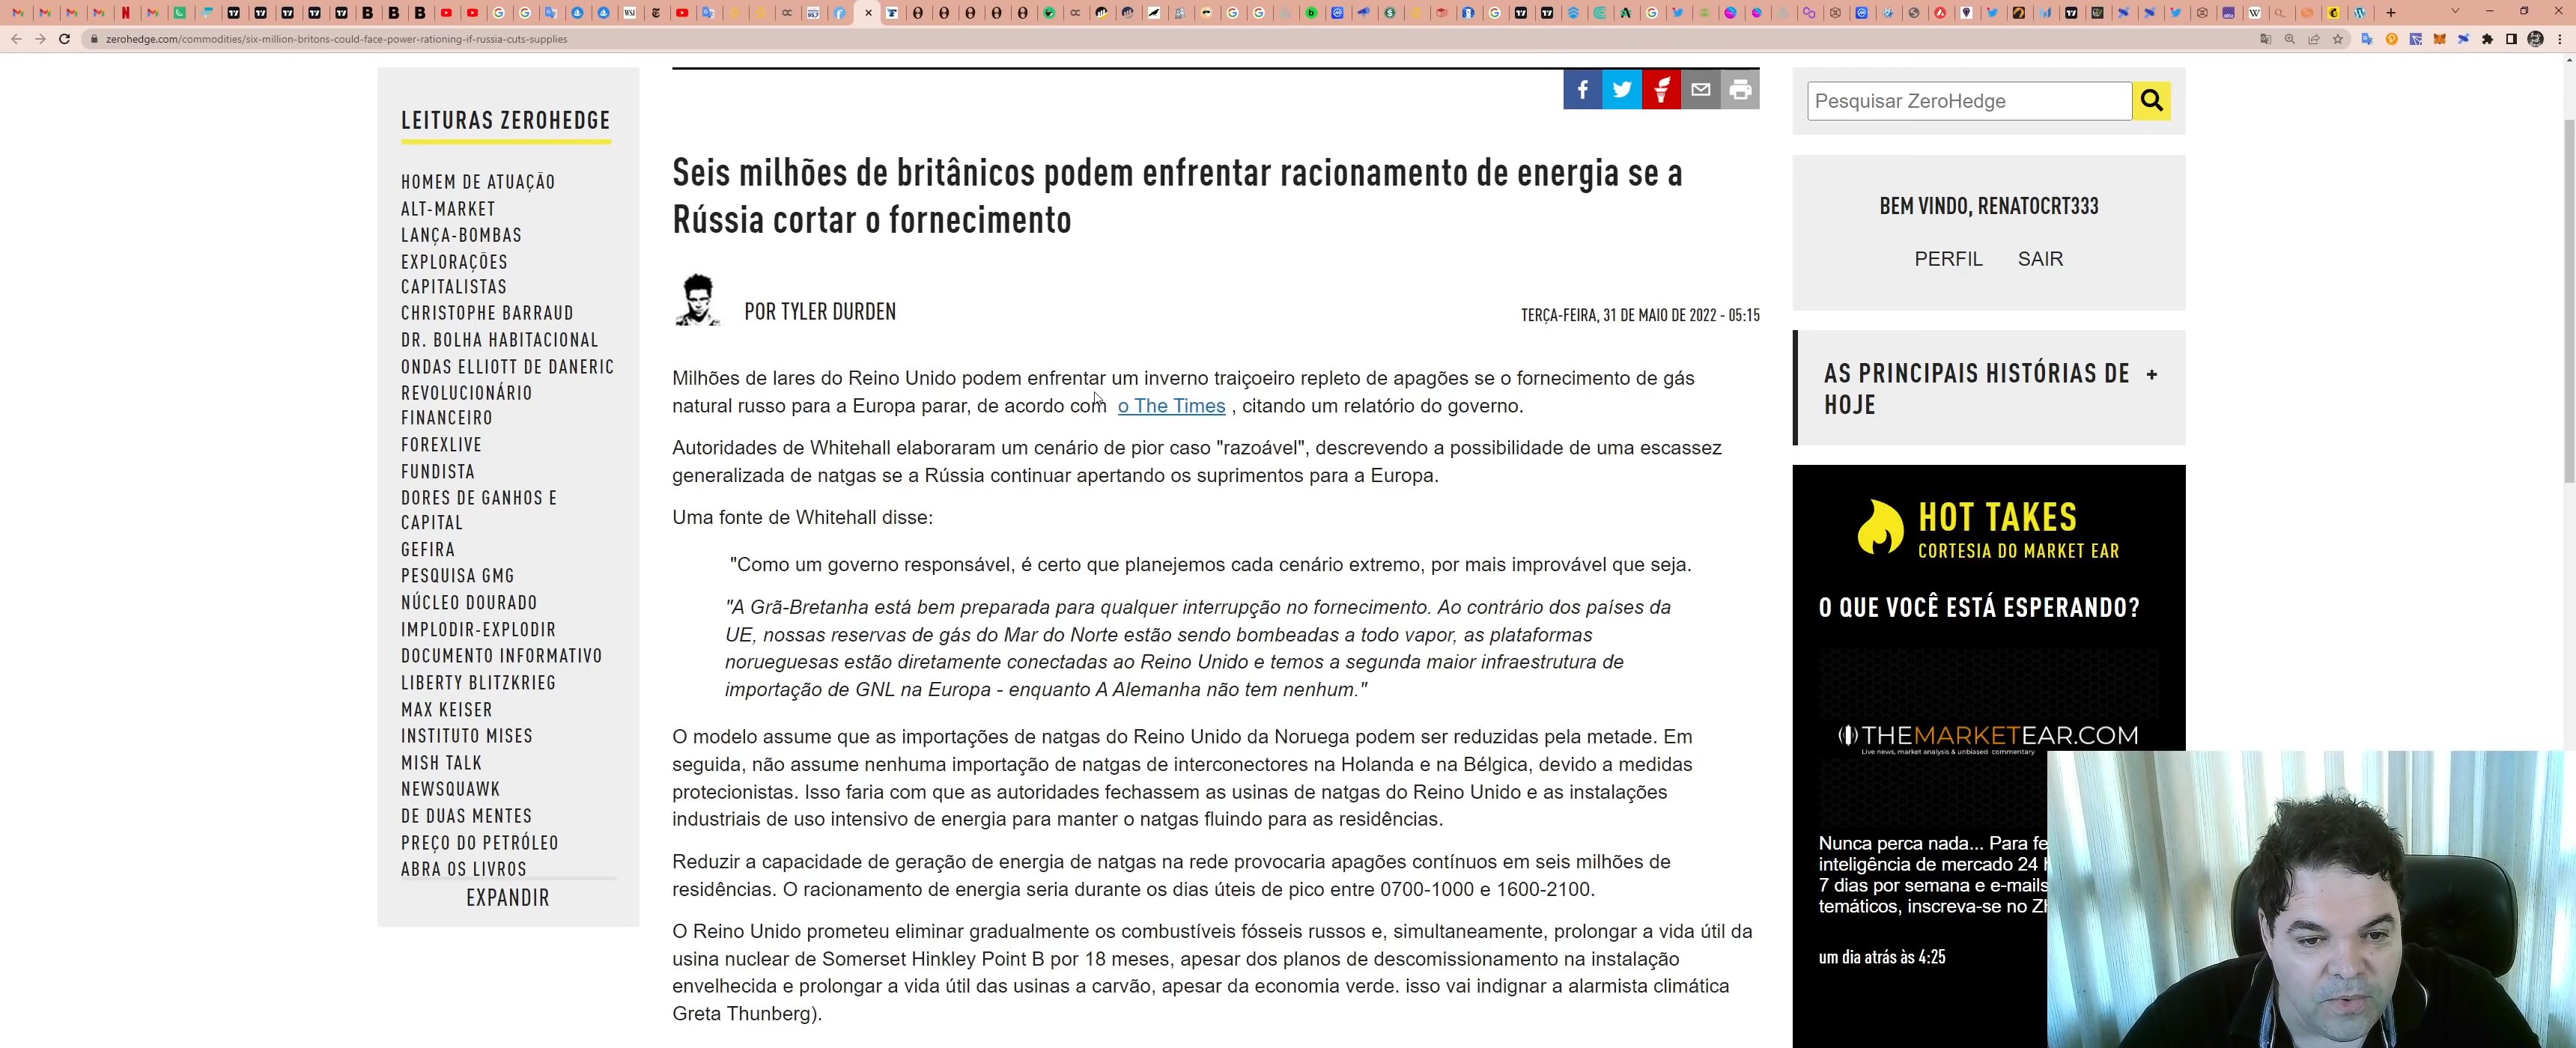 zerohedge.com/commodities/six-million-britons-could-face-power-rationing-if-russia-cuts-supplies
LEITURAS ZEROHEDGE
HOMEM DE ATUAÇÃO
ALT-MARKET
LANÇA-BOMBAS
EXPLORAÇÕES
CAPITALISTAS
CHRISTOPHE BARRAUD
DR. BOLHA HABITACIONAL
ONDAS ELLIOTT DE DANERIC
REVOLUCIONÁRIO
FINANCEIRO
FOREXLIVE
FUNDISTA
DORES DE GANHOS E
CAPITAL
GEFIRA
PESQUISA GMG
NÚCLEO DOURADO
IMPLODIR-EXPLODIR
DOCUMENTO INFORMATIVO
LIBERTY BLITZKRIEG
MAX KEISER
INSTITUTO MISES
MISH TALK
NEWSQUAWK
DE DUAS MENTES
PREÇO DO PETRÓLEO
ABRA OS LIVROS
EXPANDIR
Seis milhões de britânicos podem enfrentar racionamento de energia se a
Rússia cortar o fornecimento
POR TYLER DURDEN
TERÇA-FEIRA, 31 DE MAIO DE 2022 - 05:15
Milhões de lares do Reino Unido podem enfrentar um inverno traiçoeiro repleto de apagões se o fornecimento de gás
natural russo para a Europa parar, de acordo com o The Times , citando um relatório do governo.
Autoridades de Whitehall elaboraram um cenário de pior caso "razoável", descrevendo a possibilidade de uma escassez
generalizada de natgas se a Rússia continuar apertando os suprimentos para a Europa.
Uma fonte de Whitehall disse:
"Como um governo responsável, é certo que planejemos cada cenário extremo, por mais improvável que seja.
"A Grã-Bretanha está bem preparada para qualquer interrupção no fornecimento. Ao contrário dos países da
UE, nossas reservas de gás do Mar do Norte estão sendo bombeadas a todo vapor, as plataformas
norueguesas estão diretamente conectadas ao Reino Unido e temos a segunda maior infraestrutura de
importação de GNL na Europa - enquanto A Alemanha não tem nenhum."
O modelo assume que as importações de natgas do Reino Unido da Noruega podem ser reduzidas pela metade. Em
seguida, não assume nenhuma importação de natgas de interconectores na Holanda e na Bélgica, devido a medidas
protecionistas. Isso faria com que as autoridades fechassem as usinas de natgas do Reino Unido e as instalações
industriais de uso intensivo de energia para manter o natgas fluindo para as residências.
Reduzir a capacidade de geração de energia de natgas na rede provocaria apagões contínuos em seis milhões de
residências. O racionamento de energia seria durante os dias úteis de pico entre 0700-1000 e 1600-2100.
O Reino Unido prometeu eliminar gradualmente os combustíveis fósseis russos e, simultaneamente, prolongar a vida útil da
usina nuclear de Somerset Hinkley Point B por 18 meses, apesar dos planos de descomissionamento na instalação
envelhecida e prolongar a vida útil das usinas a carvão, apesar da economia verde. isso vai indignar a alarmista climática
Greta Thunberg).
Pesquisar ZeroHedge
BEM VINDO, RENATOCRT333
PERFIL SAIR
AS PRINCIPAIS HISTÓRIAS DE +
HOJE
HOT TAKES
CORTESIA DO MARKET EAR
O QUE VOCÊ ESTÁ ESPERANDO?
THEMARKETEAR.COM
Live news, market analysis & unbiased commentary
Nunca perca nada... Para fe
inteligência de mercado 24
7 dias por semana e e-mails
temáticos, inscreva-se no ZH
um dia atrás às 4:25